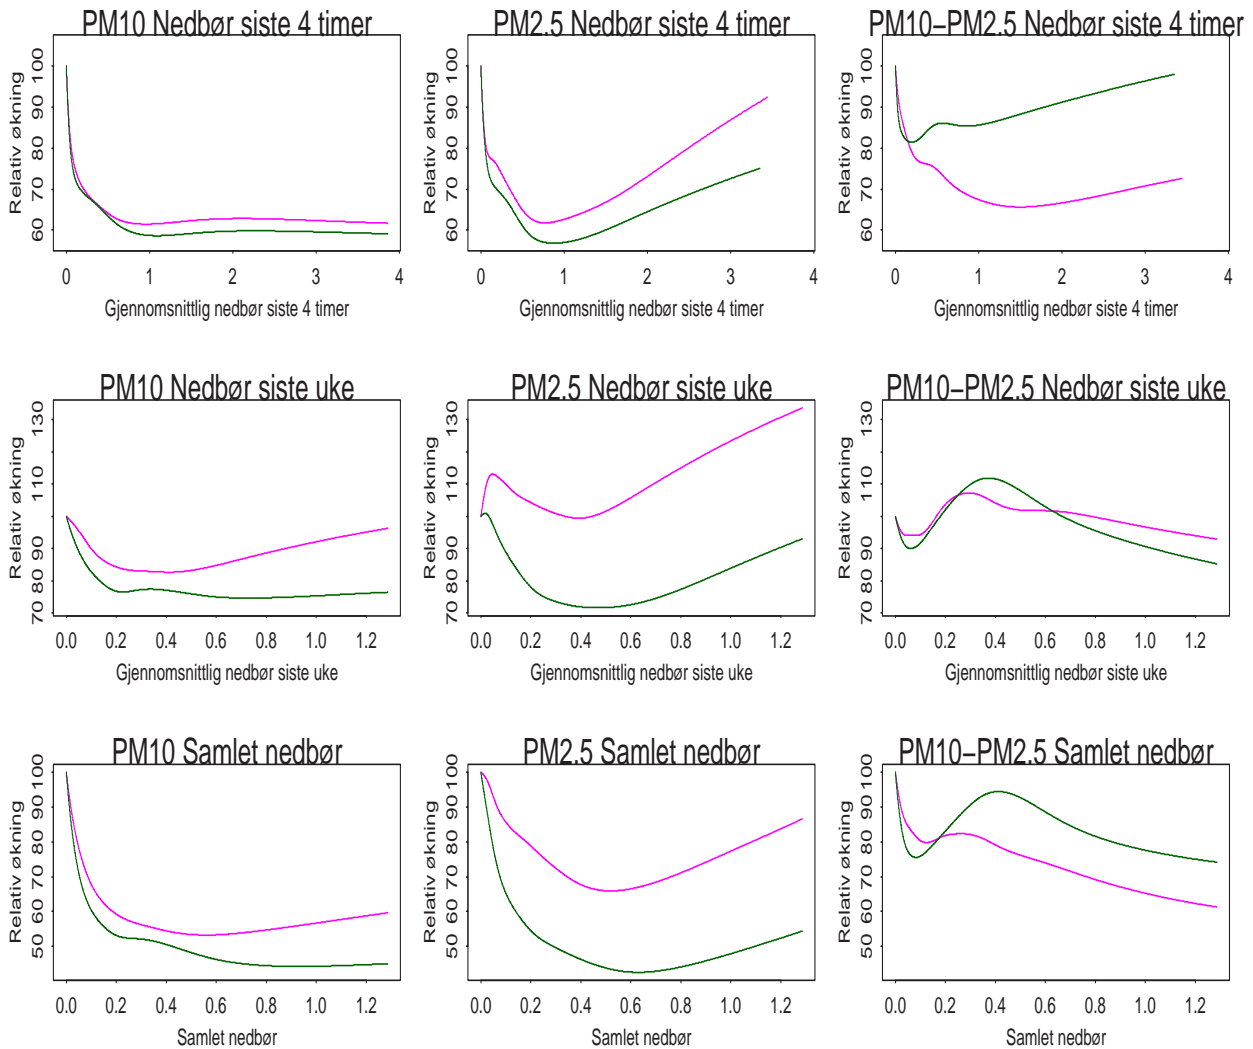 PM10 Nedbør siste 4 timer
Relativ økning
60 70 80 90 100
0 1 2 3 4
Gjennomsnittlig nedbør siste 4 timer
PM2.5 Nedbør siste 4 timer
Relativ økning
60 70 80 90 100
0 1 2 3 4
Gjennomsnittlig nedbør siste 4 timer
PM10−PM2.5 Nedbør siste 4 timer
Relativ økning
60 70 80 90 100
0 1 2 3 4
Gjennomsnittlig nedbør siste 4 timer
PM10 Nedbør siste uke
Relativ økning
70 80 90 110 130
0.0 0.2 0.4 0.6 0.8 1.0 1.2
Gjennomsnittlig nedbør siste uke
PM2.5 Nedbør siste uke
Relativ økning
70 80 90 110 130
0.0 0.2 0.4 0.6 0.8 1.0 1.2
Gjennomsnittlig nedbør siste uke
PM10−PM2.5 Nedbør siste uke
Relativ økning
70 80 90 110 130
0.0 0.2 0.4 0.6 0.8 1.0 1.2
Gjennomsnittlig nedbør siste uke
PM10 Samlet nedbør
Relativ økning
50 60 70 80 90 100
0.0 0.2 0.4 0.6 0.8 1.0 1.2
Samlet nedbør
PM2.5 Samlet nedbør
Relativ økning
50 60 70 80 90 100
0.0 0.2 0.4 0.6 0.8 1.0 1.2
Samlet nedbør
PM10−PM2.5 Samlet nedbør
Relativ økning
50 60 70 80 90 100
0.0 0.2 0.4 0.6 0.8 1.0 1.2
Samlet nedbør